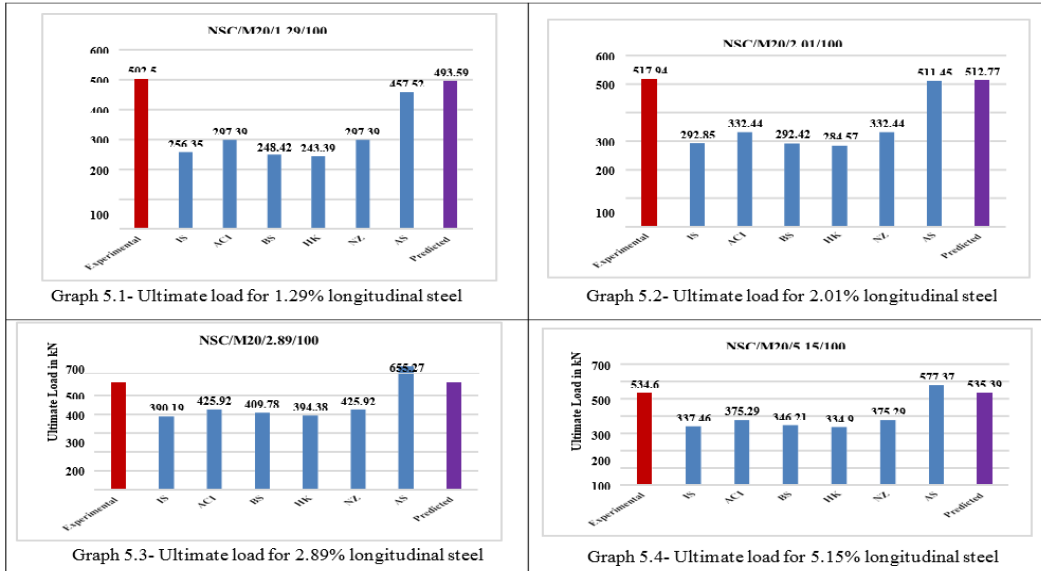 NSC/M20/1.29/100
600
500
400
300
200
100
502.5
256.35
297.39
248.42
243.39
297.39
457.52
493.59
Experimental
IS
ACI
BS
HK
NZ
AS
Predicted
Graph 5.1- Ultimate load for 1.29% longitudinal steel
NSC/M20/2.01/100
600
500
400
300
200
100
517.94
292.85
332.44
292.42
284.57
332.44
511.45
512.77
Experimental
IS
ACI
BS
HK
NZ
AS
Predicted
Graph 5.2- Ultimate load for 2.01% longitudinal steel
NSC/M20/2.89/100
Ultimate Load in kN
700
500
400
300
200
390.19
425.92
409.78
394.38
425.92
655.27
Experimental
IS
ACI
BS
HK
NZ
AS
Predicted
Graph 5.3- Ultimate load for 2.89% longitudinal steel
NSC/M20/5.15/100
Ultimate Load in kN
700
500
300
200
100
534.6
337.46
375.29
346.21
334.9
375.29
577.37
535.39
Experimental
IS
ACI
BS
HK
NZ
AS
Predicted
Graph 5.4- Ultimate load for 5.15% longitudinal steel